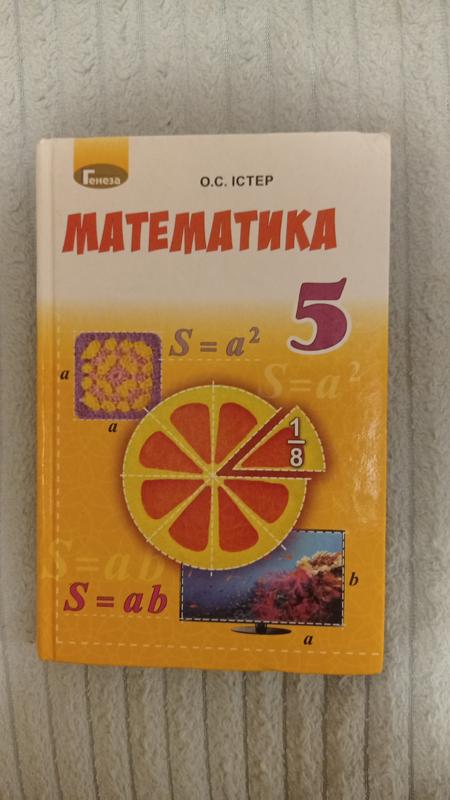 Генеза
О.С. ІСТЕР
МАТЕМАТИКА
5
S = a²
S = a²
a
a
1
8
S = ab
b
S = ab
a